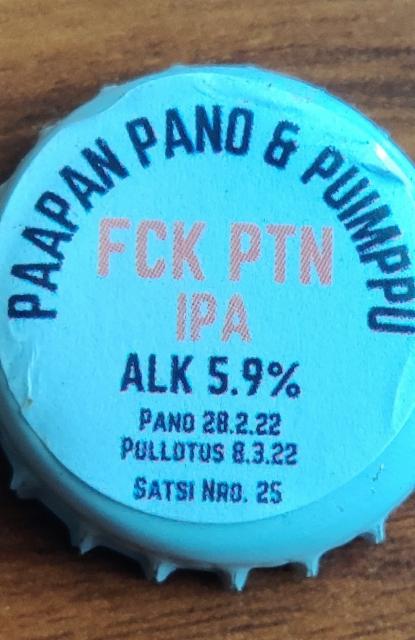 PAAPAN PANO & PUIMPPU
FCK PTN
IPA
ALK 5.9%
PANO 28.2.22
PULLOTUS 8.3.22
SATSI NRO. 25